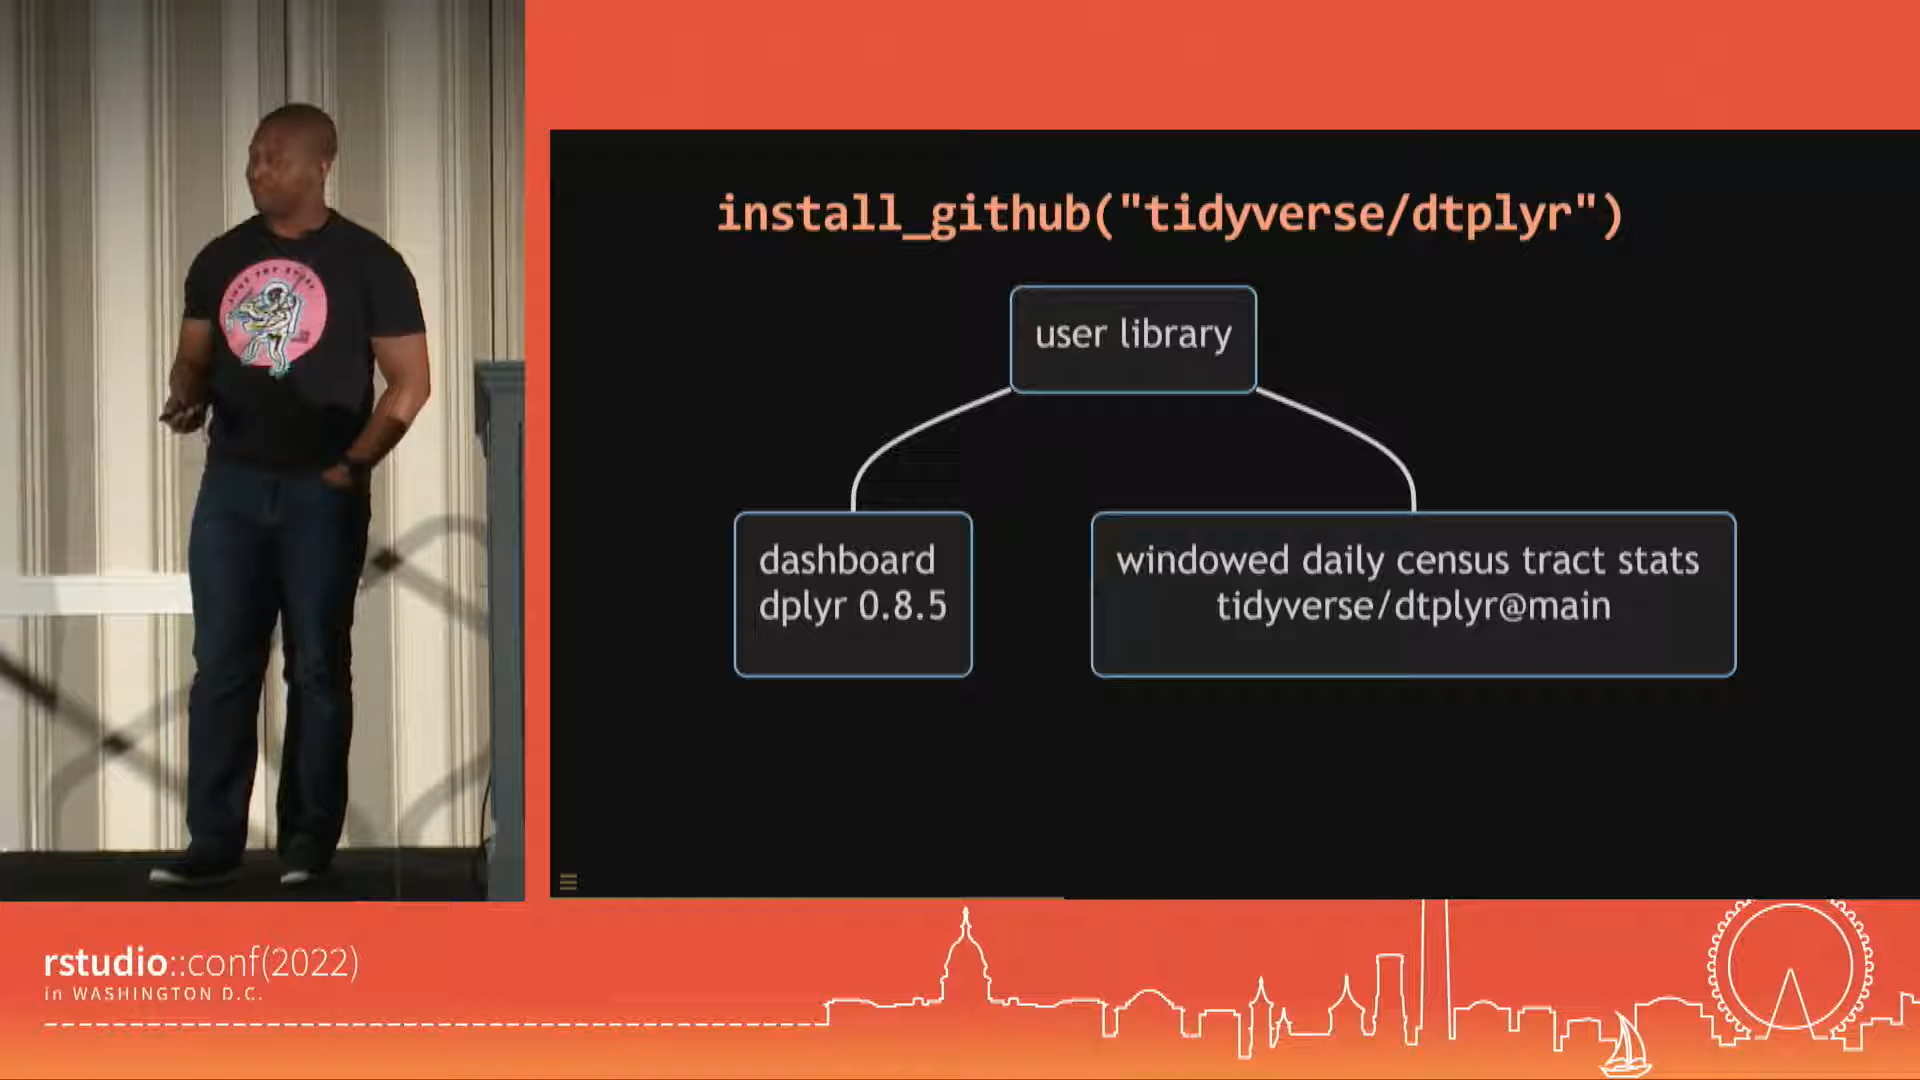 install_github("tidyverse/dtplyr")
user library
dashboard
dplyr 0.8.5
windowed daily census tract stats
tidyverse/dtplyr@main
rstudio::conf(2022)
in WASHINGTON D.C.